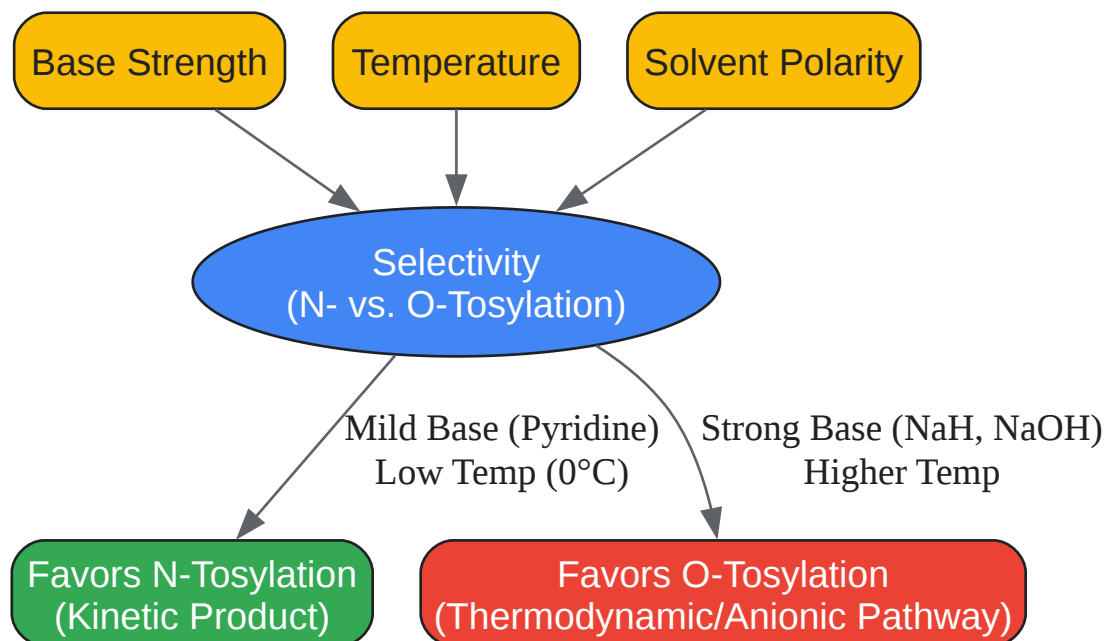 Base Strength
Temperature
Solvent Polarity
Selectivity
(N- vs. O-Tosylation)
Mild Base (Pyridine)
Low Temp (0°C)
Strong Base (NaH, NaOH)
Higher Temp
Favors N-Tosylation
(Kinetic Product)
Favors O-Tosylation
(Thermodynamic/Anionic Pathway)